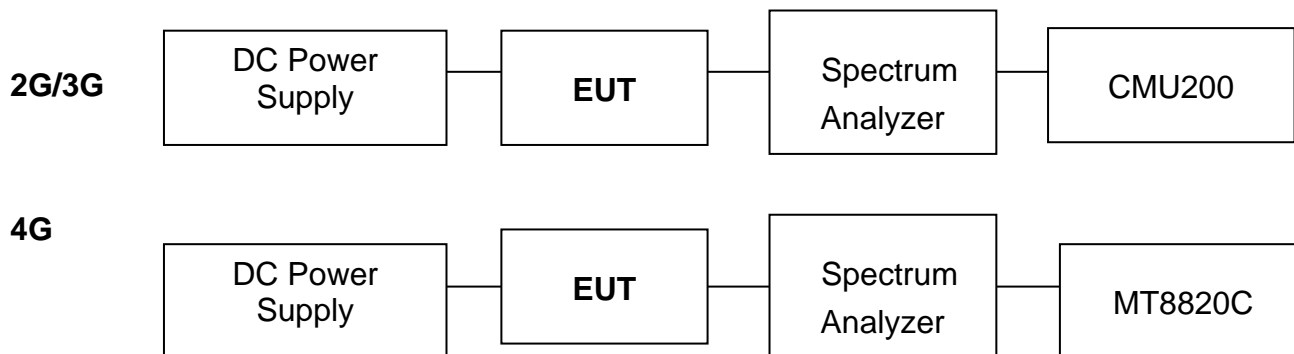 2G/3G
DC Power
Supply
EUT
Spectrum
Analyzer
CMU200
4G
DC Power
Supply
EUT
Spectrum
Analyzer
MT8820C